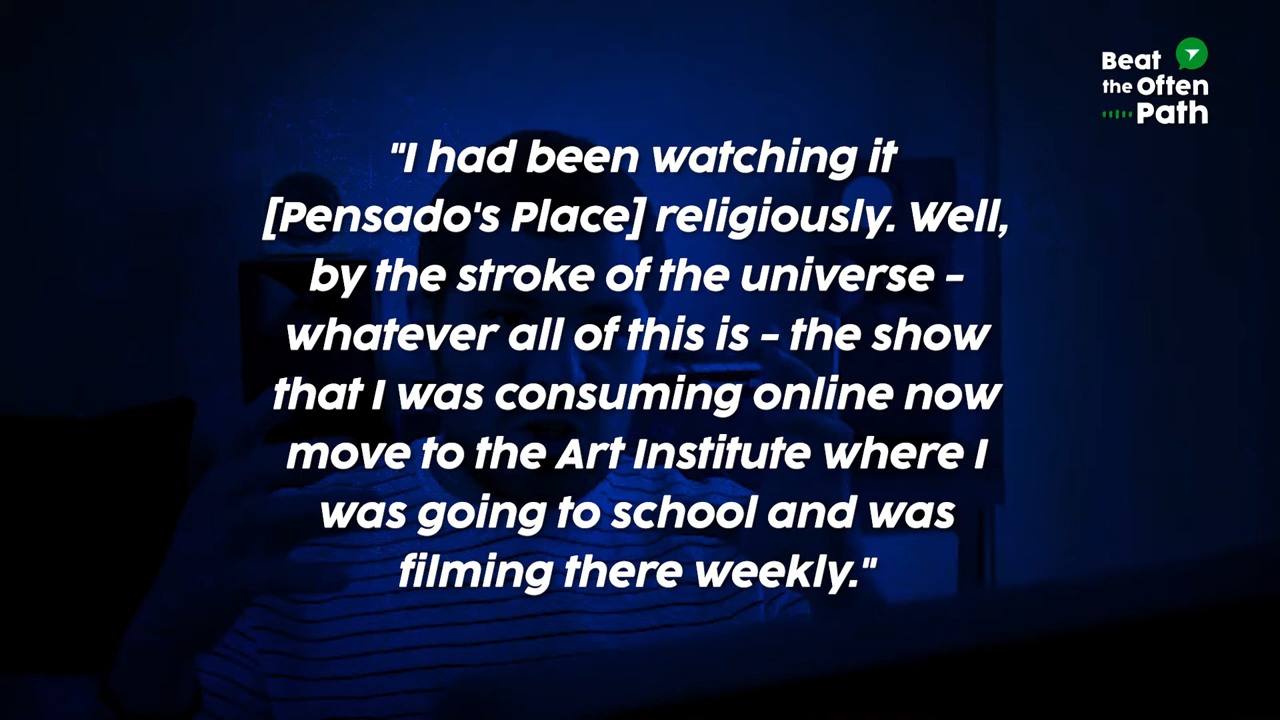 Beat
the Often
Path
"I had been watching it
[Pensado's Place] religiously. Well,
by the stroke of the universe -
whatever all of this is - the show
that I was consuming online now
move to the Art Institute where I
was going to school and was
filming there weekly."